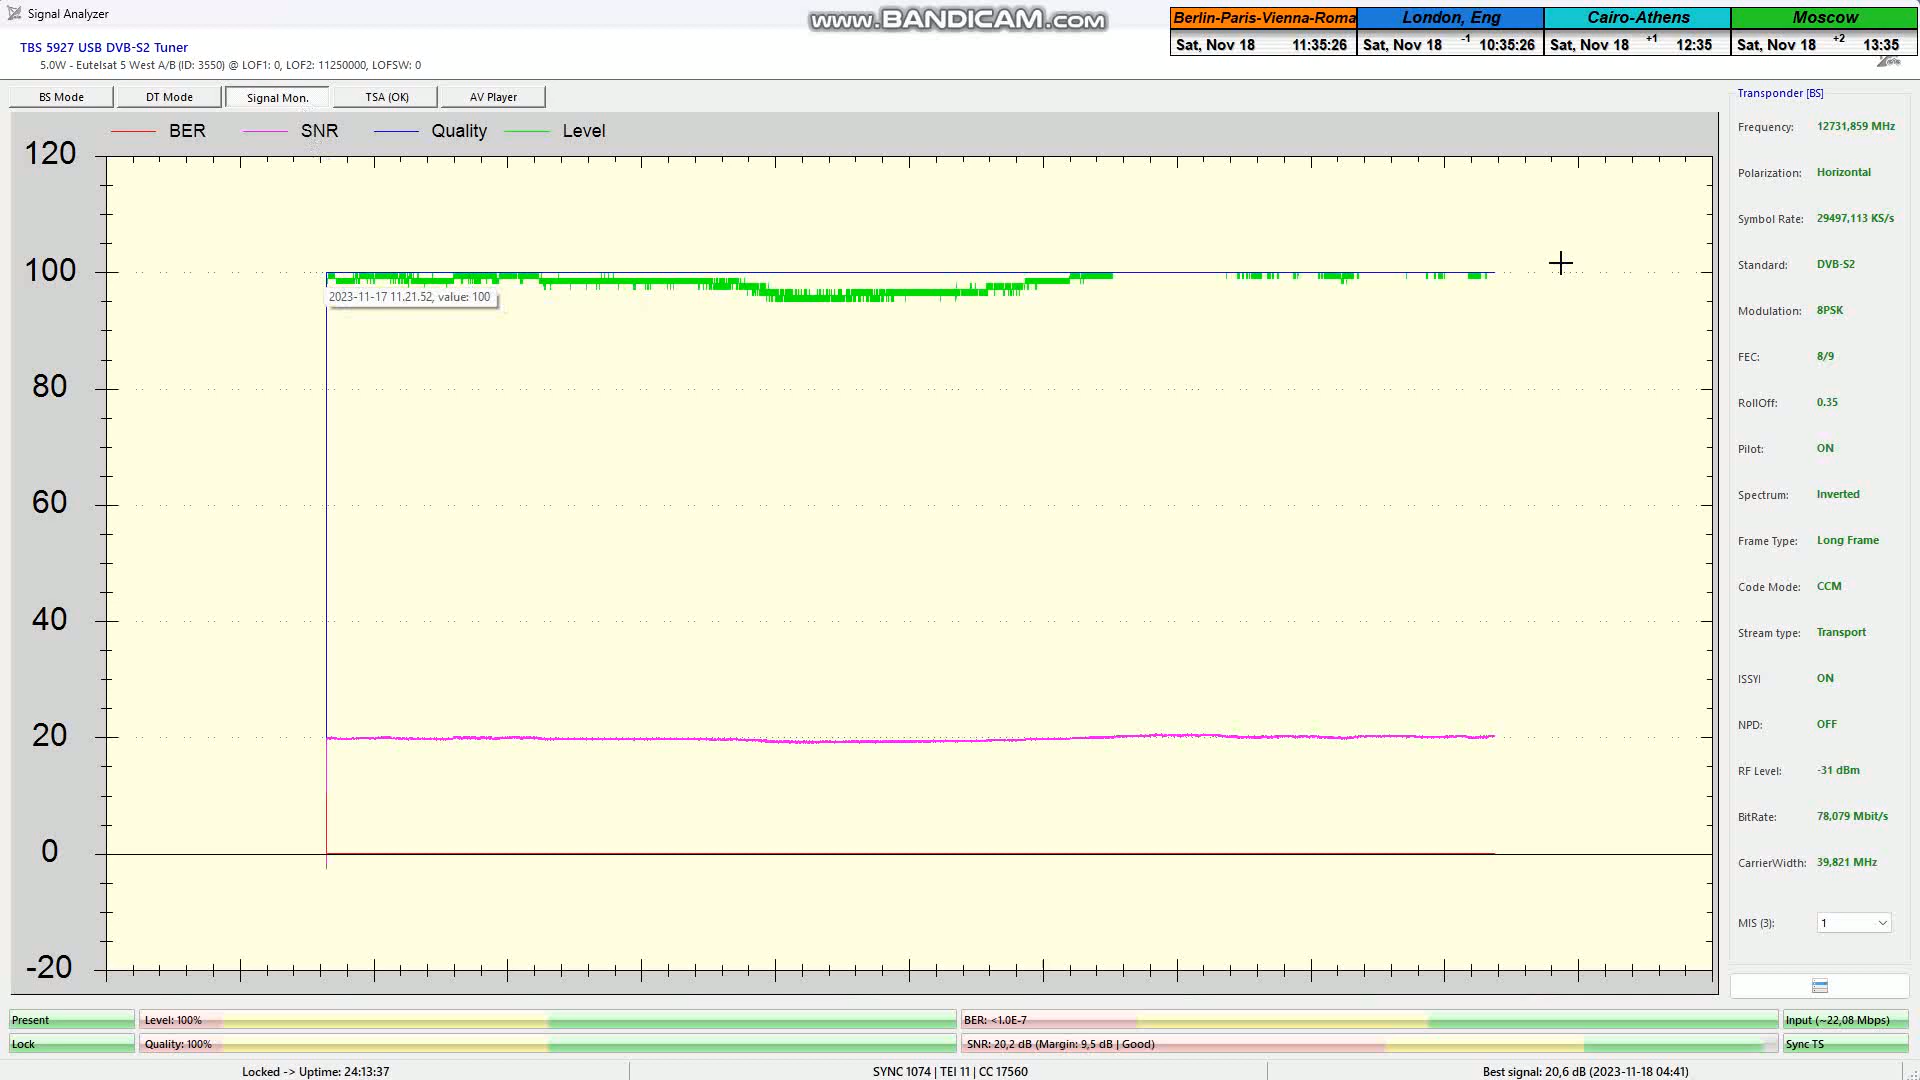 Signal Analyzer
www.BANDICAM.com
Berlin-Paris-Vienna-Roma
London, Eng
Cairo-Athens
Moscow
Sat, Nov 18 11:35:26
Sat, Nov 18 -1 10:35:26
Sat, Nov 18 +1 12:35
Sat, Nov 18 +2 13:35
TBS 5927 USB DVB-S2 Tuner
5.0W - Eutelsat 5 West A/B (ID: 3550) @ LOF1: 0, LOF2: 11250000, LOFSW: 0
BS Mode
DT Mode
Signal Mon.
TSA (OK)
AV Player
BER
SNR
Quality
Level
120
100
80
60
40
20
0
-20
2023-11-17 11.21.52, value: 100
Transponder [BS]
Frequency: 12731,859 MHz
Polarization: Horizontal
Symbol Rate: 29497,113 KS/s
Standard: DVB-S2
Modulation: 8PSK
FEC: 8/9
RollOff: 0.35
Pilot: ON
Spectrum: Inverted
Frame Type: Long Frame
Code Mode: CCM
Stream type: Transport
ISSYI ON
NPD: OFF
RF Level: -31 dBm
BitRate: 78,079 Mbit/s
CarrierWidth: 39,821 MHz
MIS (3): 1
Present
Level: 100%
BER: <1.0E-7
Input (~22,08 Mbps)
Lock
Quality: 100%
SNR: 20,2 dB (Margin: 9,5 dB | Good)
Sync TS
Locked -> Uptime: 24:13:37
SYNC 1074 | TEI 11 | CC 17560
Best signal: 20,6 dB (2023-11-18 04:41)